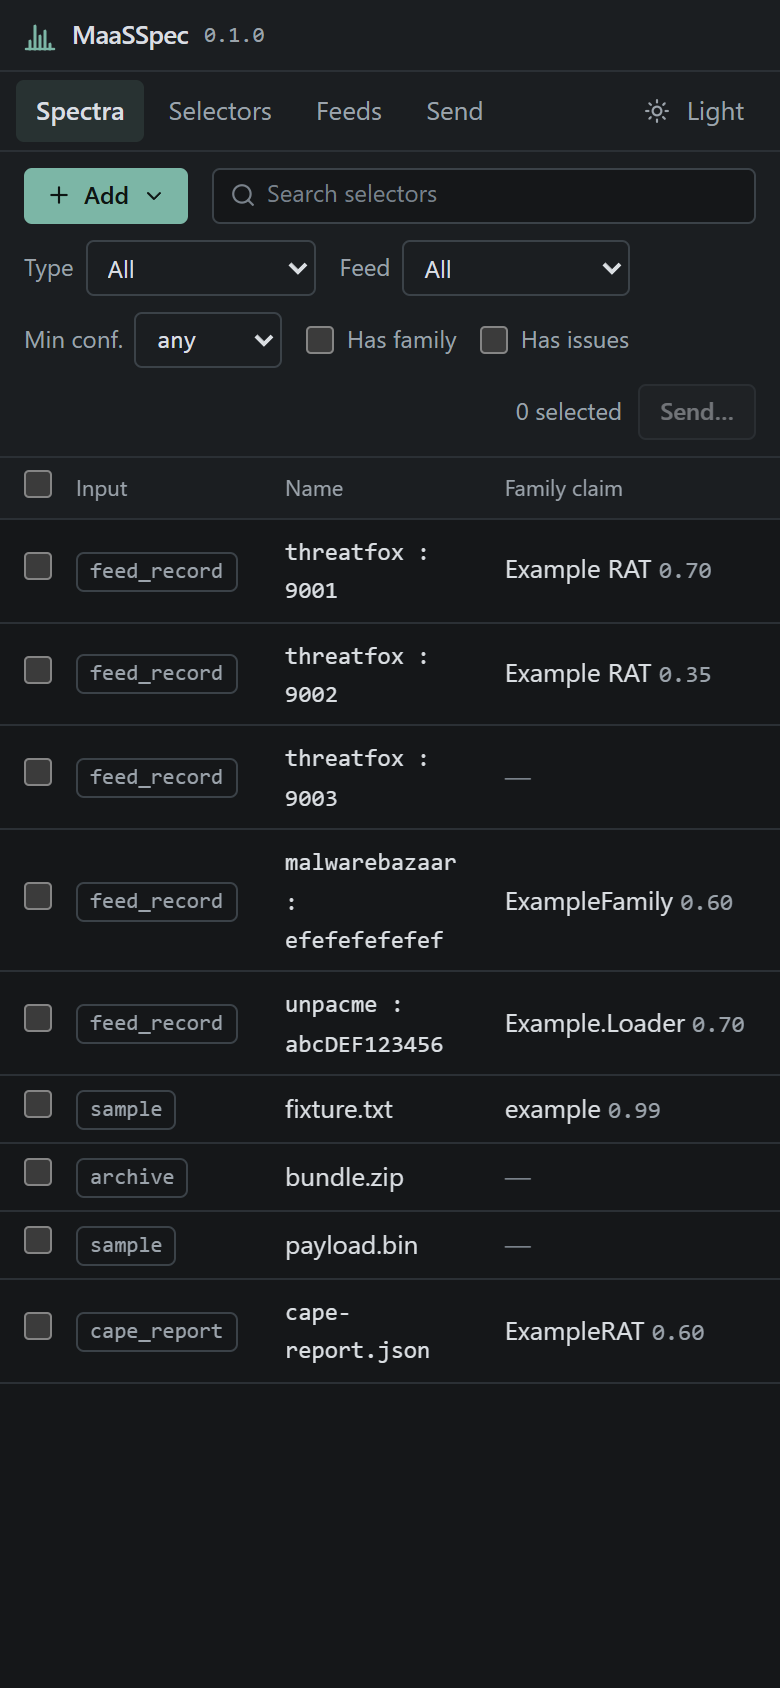 MaaSSpec 0.1.0
Spectra Selectors Feeds Send Light
Add Search selectors
Type All Feed All
Min conf. any Has family Has issues
0 selected Send...
Input Name Family claim
feed_record threatfox : Example RAT 0.70
9001
feed_record threatfox : Example RAT 0.35
9002
feed_record threatfox : —
9003
feed_record malwarebazaar ExampleFamily 0.60
:
efefefefefef
feed_record unpacme : Example.Loader 0.70
abcDEF123456
sample fixture.txt example 0.99
archive bundle.zip —
sample payload.bin —
cape_report cape- ExampleRAT 0.60
report.json